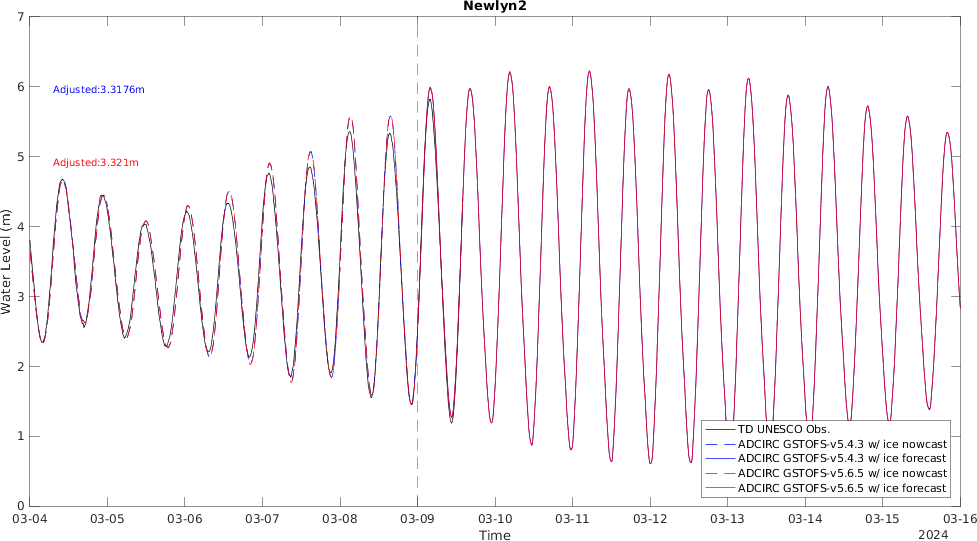 Newlyn2
7
6
5
4
3
2
1
0
Water Level (m)
Adjusted:3.3176m
Adjusted:3.321m
TD UNESCO Obs.
ADCIRC GSTOFS-v5.4.3 w/ ice nowcast
ADCIRC GSTOFS-v5.4.3 w/ ice forecast
ADCIRC GSTOFS-v5.6.5 w/ ice nowcast
ADCIRC GSTOFS-v5.6.5 w/ ice forecast
03-04 03-05 03-06 03-07 03-08 03-09 03-10 03-11 03-12 03-13 03-14 03-15 03-16
Time
2024